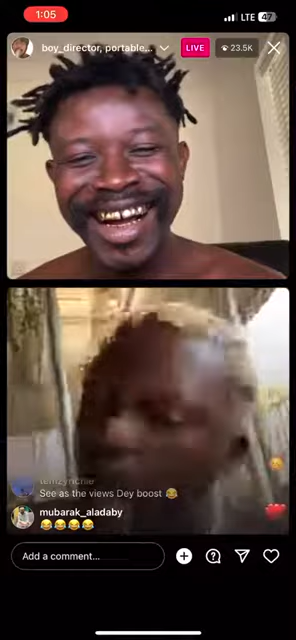 1:05
LTE 47
boy_director, portable...
LIVE
23.5K
See as the views Dey boost 😂
mubarak_aladaby
😂😂😂😂
Add a comment...